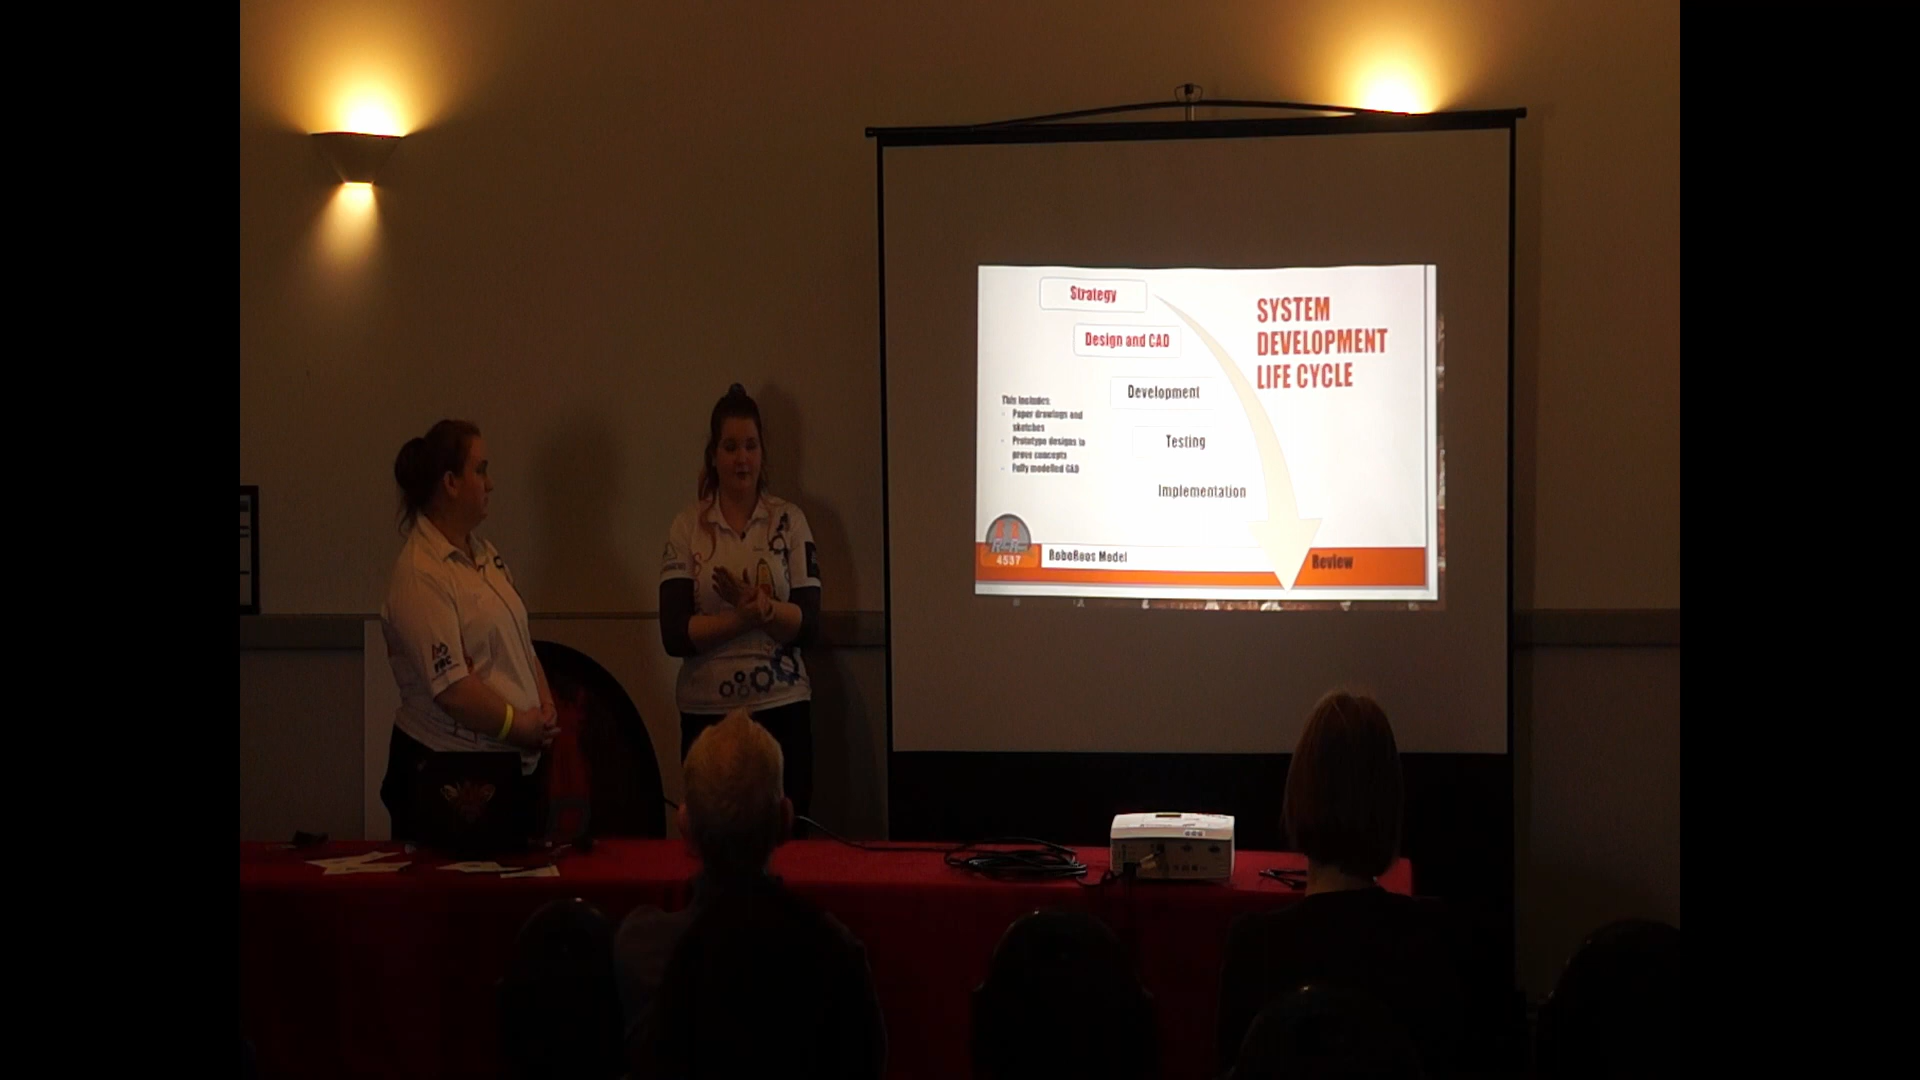 Strategy
Design and CAD
Development
Testing
Implementation
SYSTEM
DEVELOPMENT
LIFE CYCLE
This includes:
Paper drawings and
sketches
Prototype designs to
prove concepts
Fully modelled CAD
4537
RoboRoos Model
Review